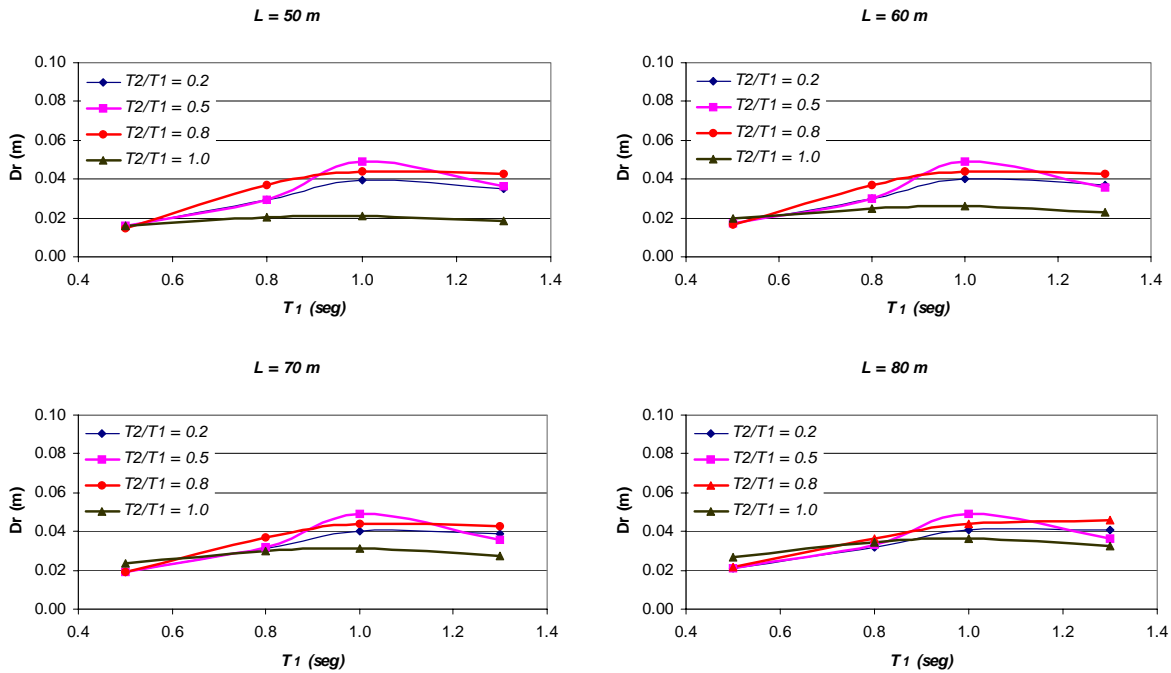 L = 50 m
0.10
0.08
0.06
0.04
0.02
0.00
Dr (m)
T2/T1 = 0.2
T2/T1 = 0.5
T2/T1 = 0.8
T2/T1 = 1.0
0.4 0.6 0.8 1.0 1.2 1.4
T 1 (seg)
L = 60 m
0.10
0.08
0.06
0.04
0.02
0.00
Dr (m)
T2/T1 = 0.2
T2/T1 = 0.5
T2/T1 = 0.8
T2/T1 = 1.0
0.4 0.6 0.8 1.0 1.2 1.4
T 1 (seg)
L = 70 m
0.10
0.08
0.06
0.04
0.02
0.00
Dr (m)
T2/T1 = 0.2
T2/T1 = 0.5
T2/T1 = 0.8
T2/T1 = 1.0
0.4 0.6 0.8 1.0 1.2 1.4
T 1 (seg)
L = 80 m
0.10
0.08
0.06
0.04
0.02
0.00
Dr (m)
T2/T1 = 0.2
T2/T1 = 0.5
T2/T1 = 0.8
T2/T1 = 1.0
0.4 0.6 0.8 1.0 1.2 1.4
T 1 (seg)